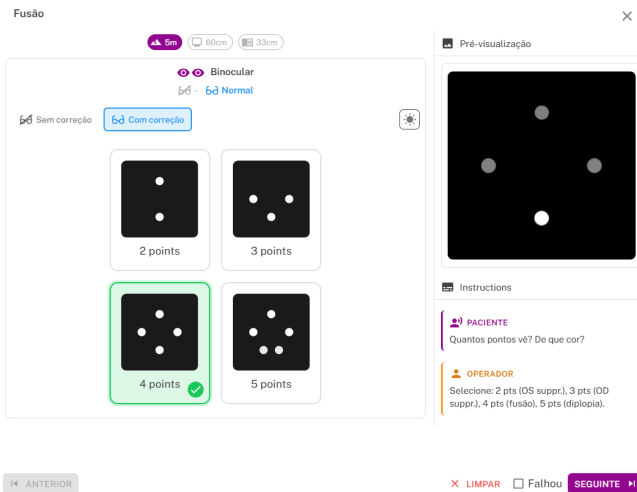 Fusão
5m
60cm
33cm
Pré-visualização
Binocular
- Normal
Sem correção
Com correção
2 points
3 points
4 points
5 points
Instructions
PACIENTE
Quantos pontos vê? De que cor?
OPERADOR
Selecione: 2 pts (OS suppr.), 3 pts (OD
suppr.), 4 pts (fusão), 5 pts (diplopia).
ANTERIOR
LIMPAR
Falhou
SEGUINTE